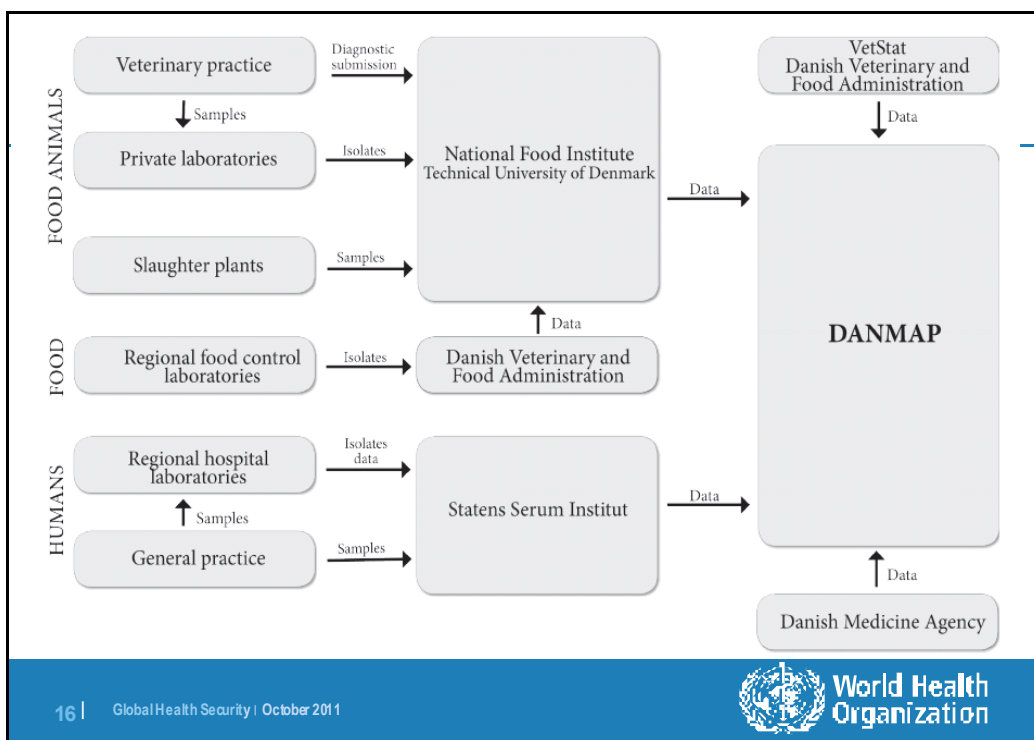 FOOD ANIMALS
Veterinary practice
Diagnostic
submission
Samples
Private laboratories
Isolates
Slaughter plants
Samples
National Food Institute
Technical University of Denmark
Data
VetStat
Danish Veterinary and
Food Administration
Data
DANMAP
FOOD
Regional food control
laboratories
Isolates
Danish Veterinary and
Food Administration
Data
HUMANS
Regional hospital
laboratories
Isolates
data
Samples
General practice
Samples
Statens Serum Institut
Data
Data
Danish Medicine Agency
16 | Global Health Security | October 2011
World Health
Organization